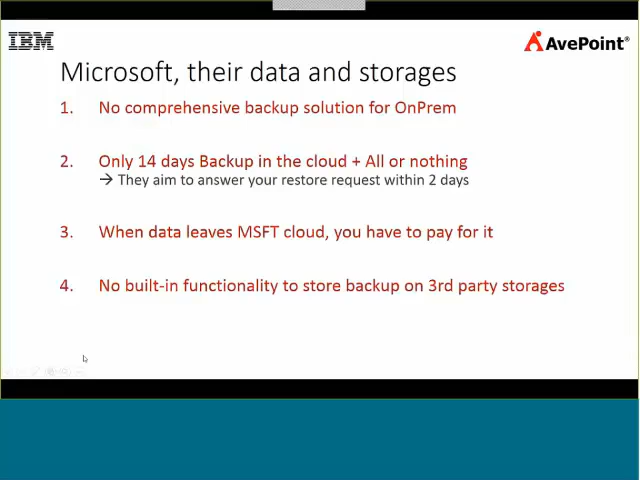 IBM
AvePoint®
Microsoft, their data and storages
1. No comprehensive backup solution for OnPrem
2. Only 14 days Backup in the cloud + All or nothing
→ They aim to answer your restore request within 2 days
3. When data leaves MSFT cloud, you have to pay for it
4. No built-in functionality to store backup on 3rd party storages